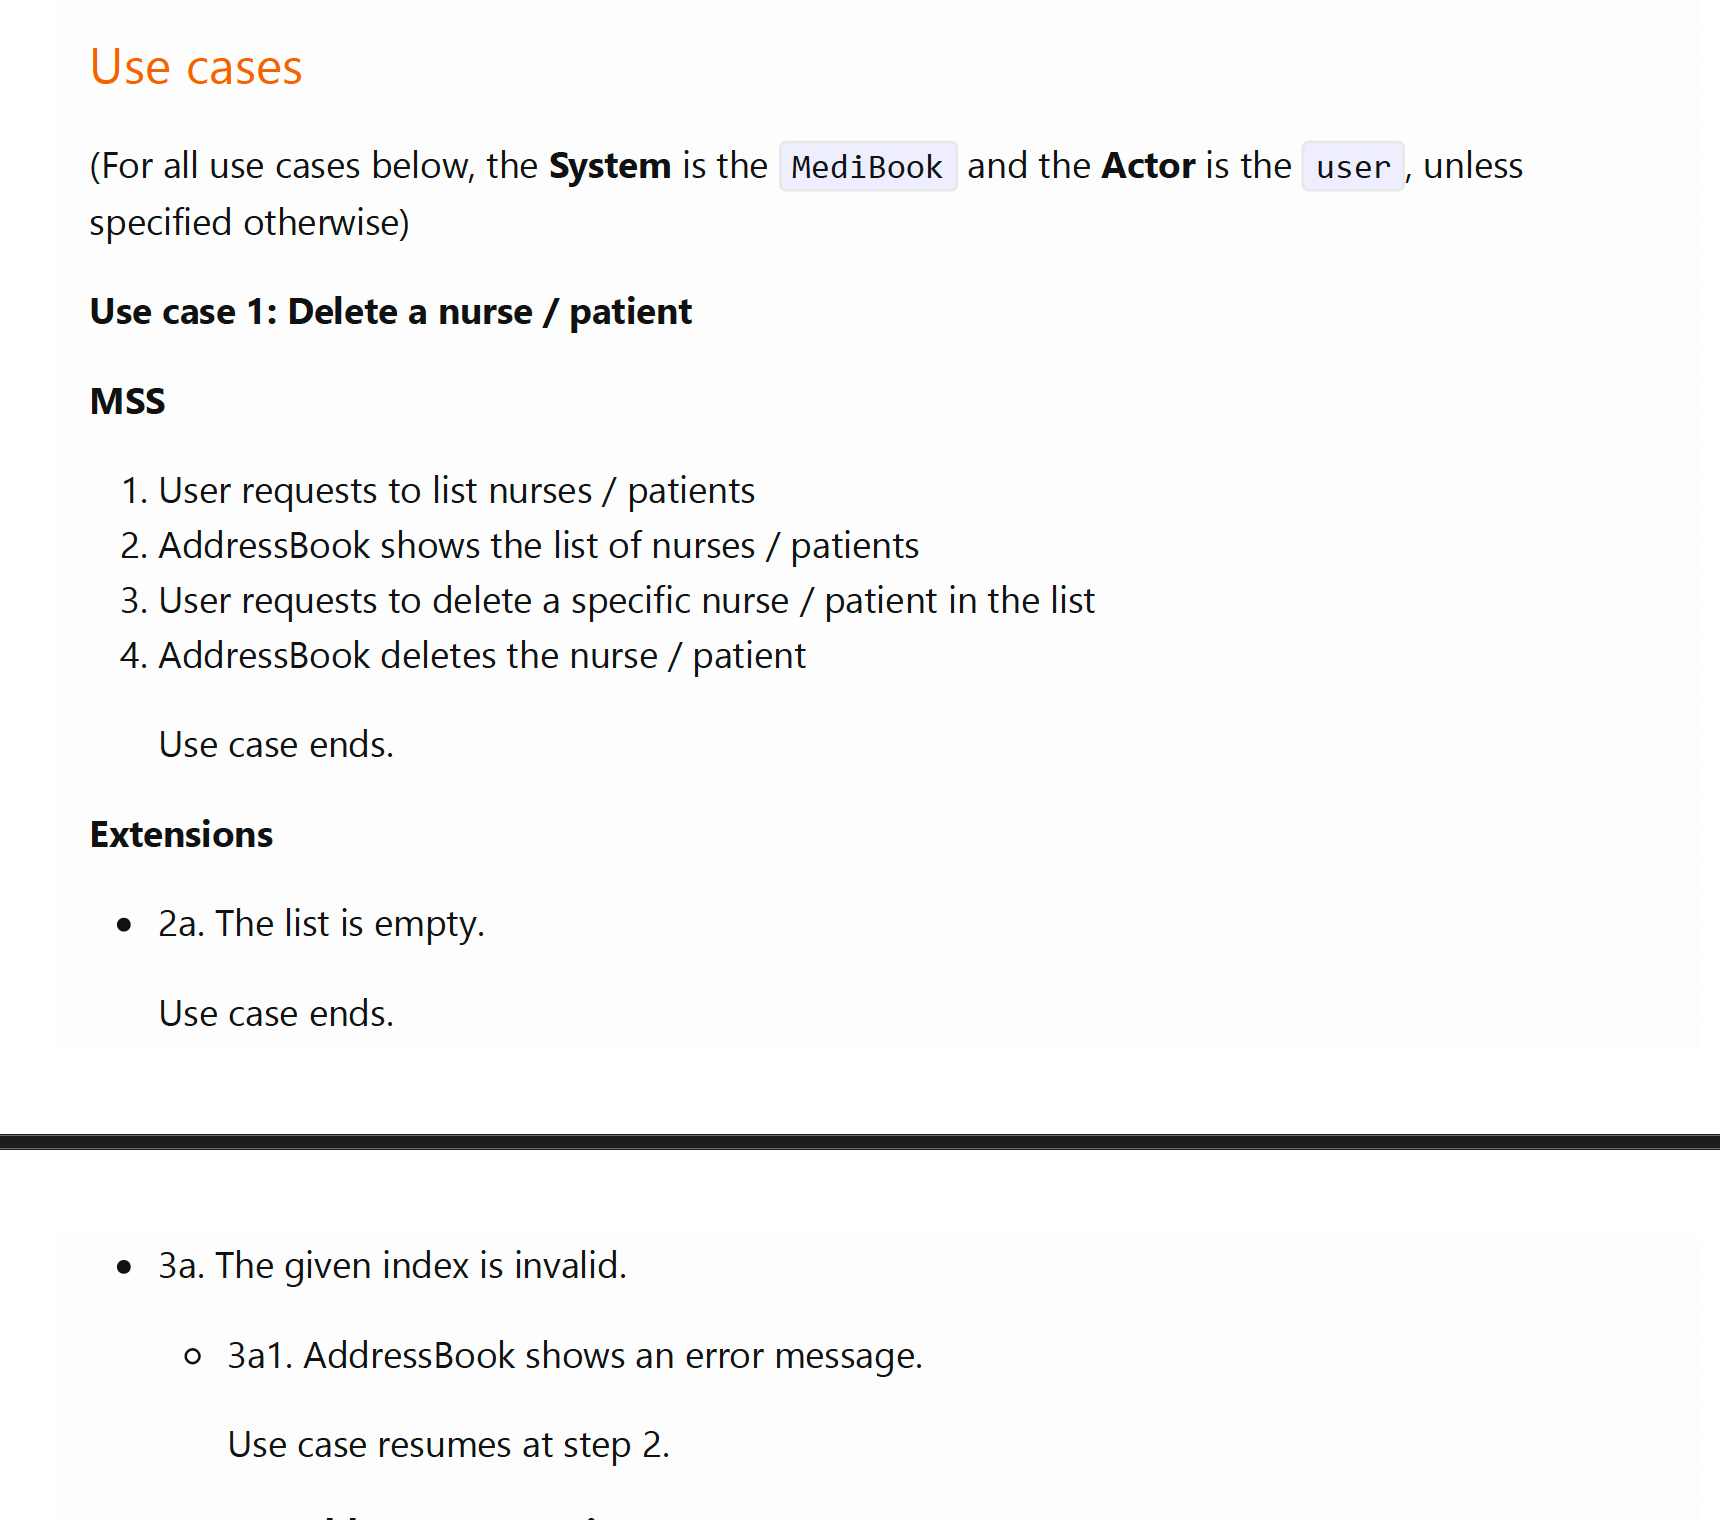 Use cases
(For all use cases below, the System is the MediBook and the Actor is the user, unless
specified otherwise)
Use case 1: Delete a nurse / patient
MSS
1. User requests to list nurses / patients
2. AddressBook shows the list of nurses / patients
3. User requests to delete a specific nurse / patient in the list
4. AddressBook deletes the nurse / patient
Use case ends.
Extensions
• 2a. The list is empty.
Use case ends.
• 3a. The given index is invalid.
○ 3a1. AddressBook shows an error message.
Use case resumes at step 2.